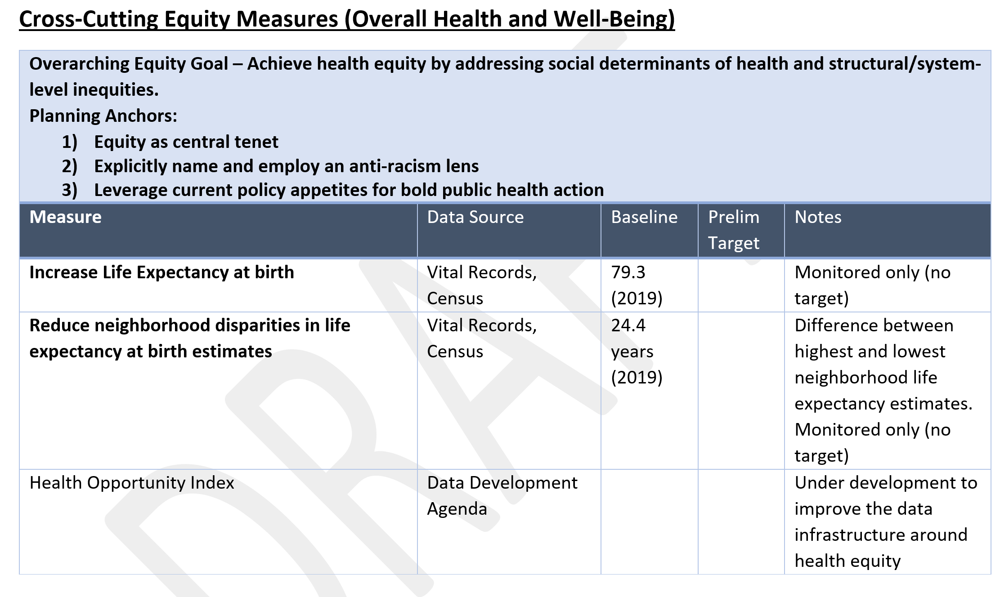 Cross-Cutting Equity Measures (Overall Health and Well-Being)
Overarching Equity Goal – Achieve health equity by addressing social determinants of health and structural/system-
level inequities.
Planning Anchors:
1) Equity as central tenet
2) Explicitly name and employ an anti-racism lens
3) Leverage current policy appetites for bold public health action
Measure
Data Source
Baseline
Prelim
Target
Notes
Increase Life Expectancy at birth
Vital Records,
Census
79.3
(2019)
Monitored only (no
target)
Reduce neighborhood disparities in life
expectancy at birth estimates
Vital Records,
Census
24.4
years
(2019)
Difference between
highest and lowest
neighborhood life
expectancy estimates.
Monitored only (no
target)
Health Opportunity Index
Data Development
Agenda
Under development to
improve the data
infrastructure around
health equity
DRAFT